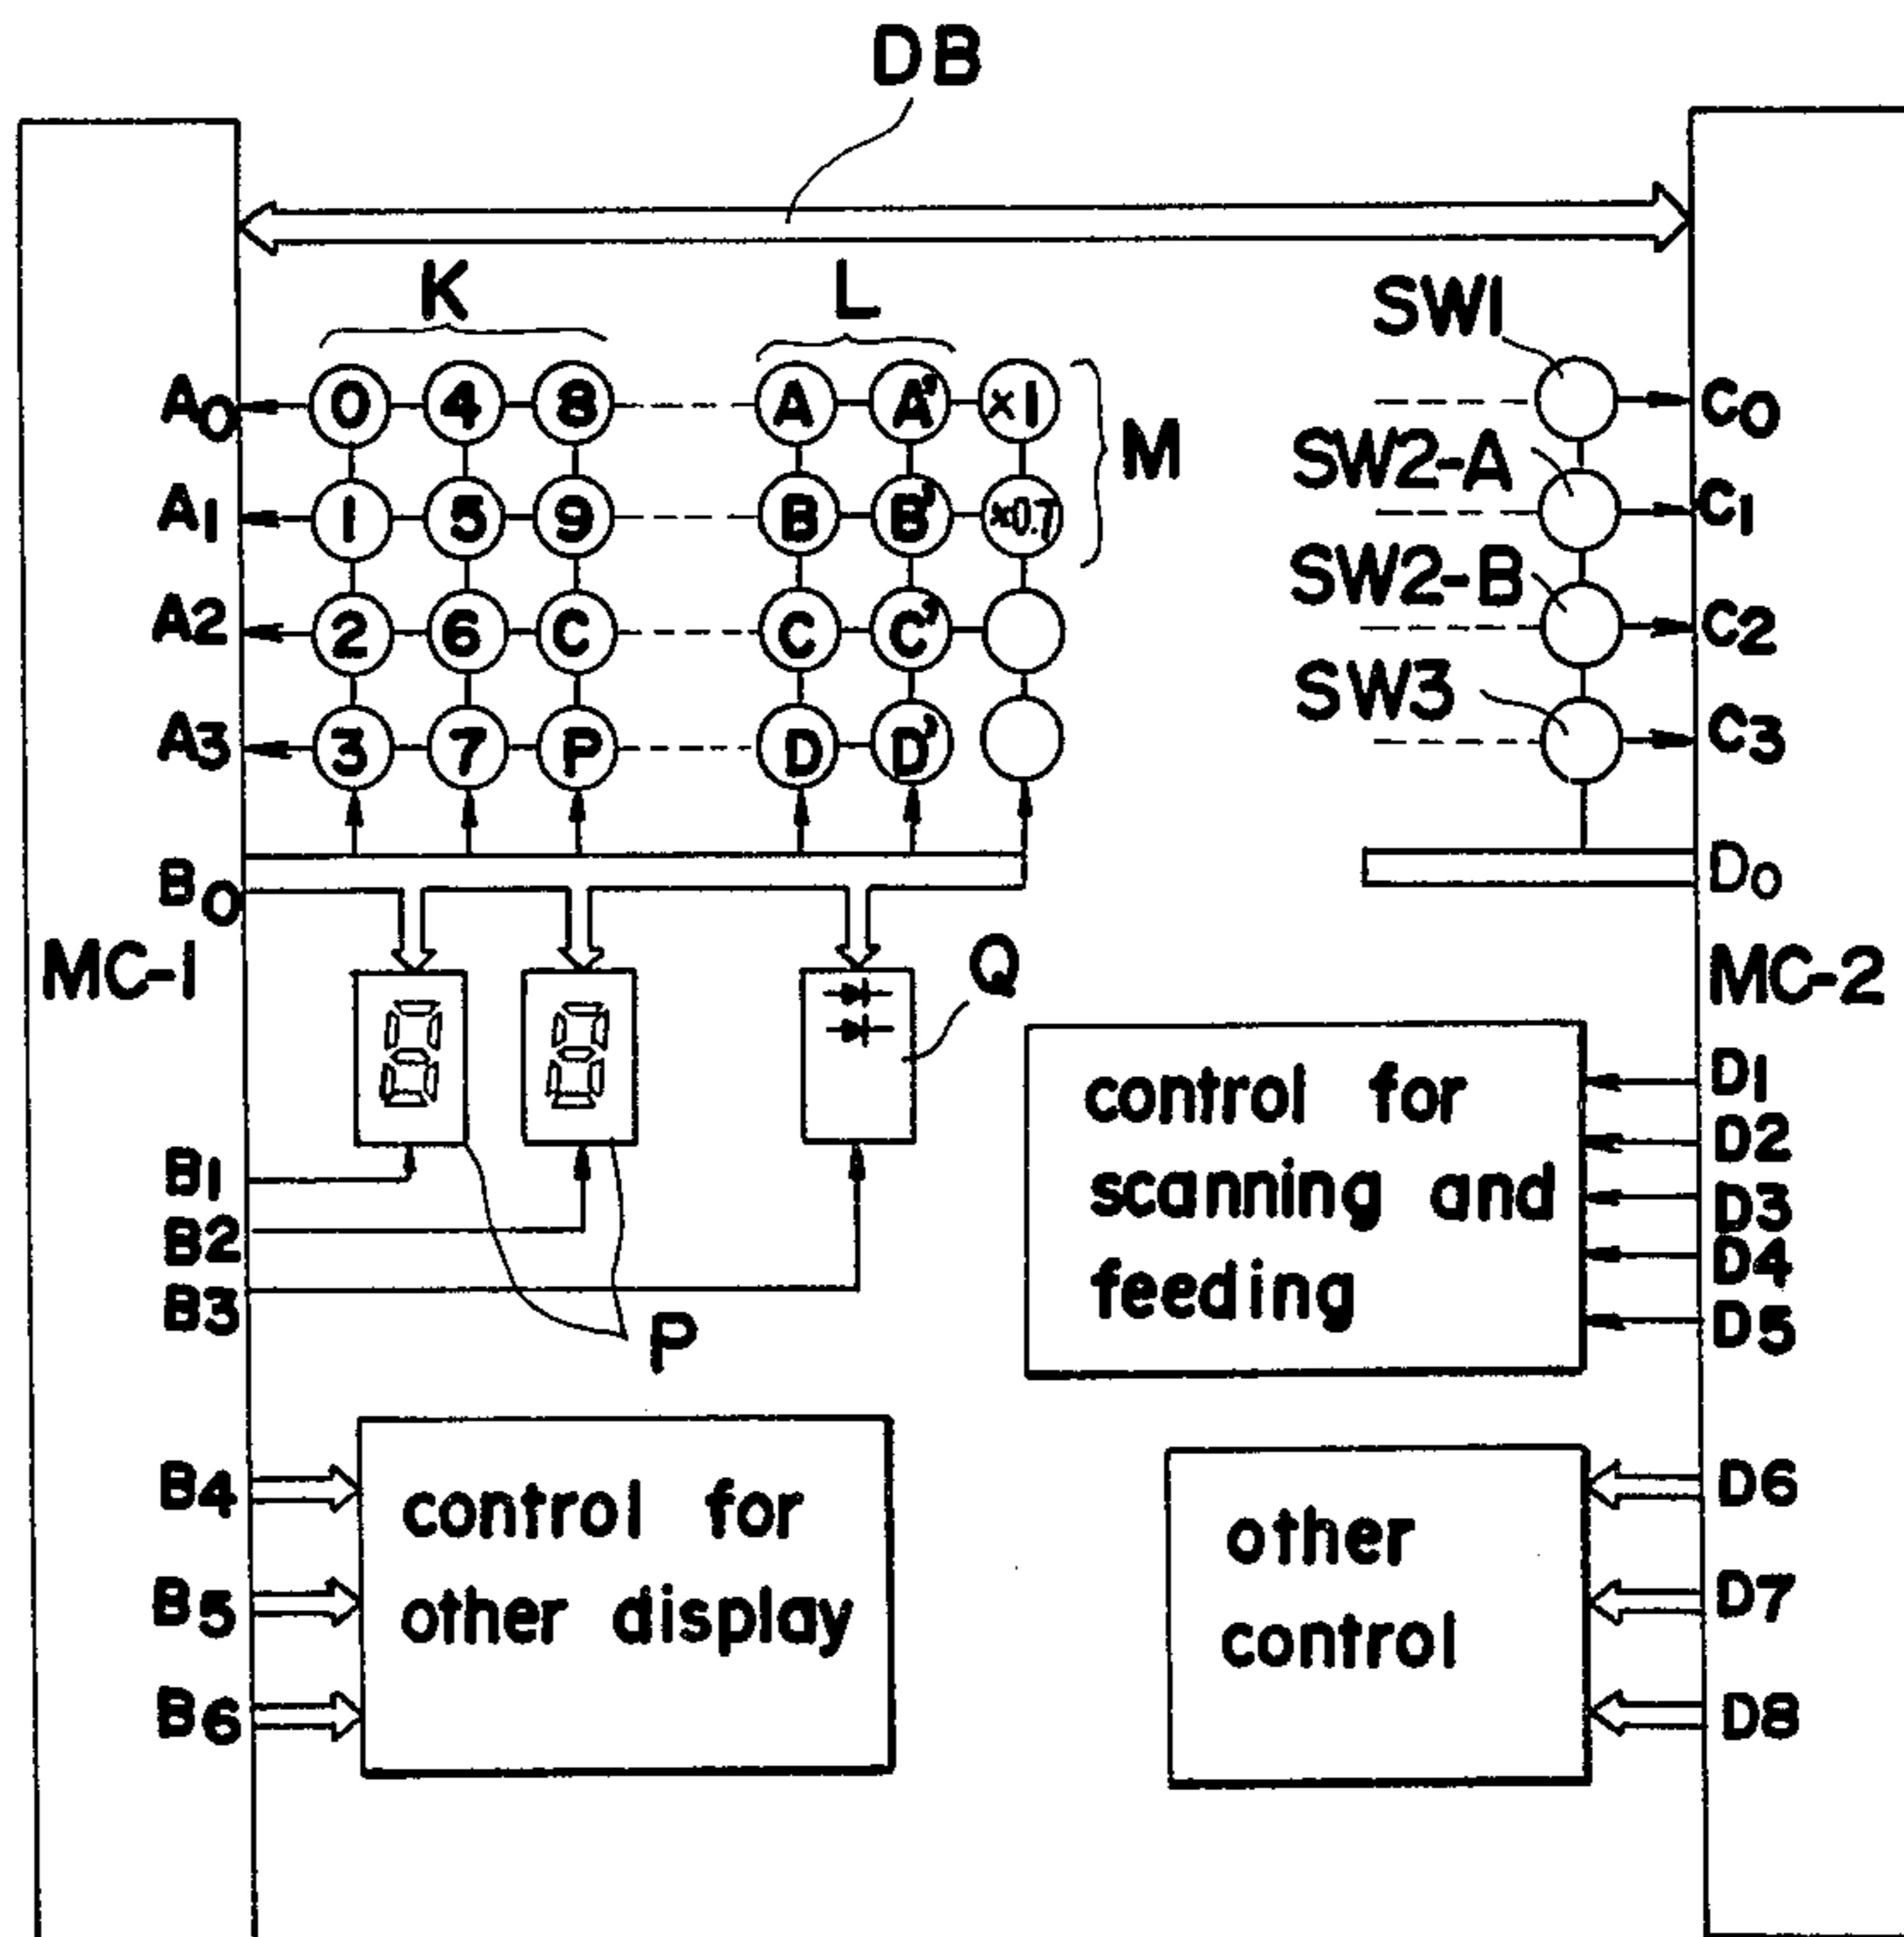 DB
K
L
SW1
A0
0
4
8
A
A'
×1
M
C0
SW2-A
A1
1
5
9
B
B'
×0.7
C1
SW2-B
A2
2
6
C
C
C'
C2
SW3
A3
3
7
P
D
D'
C3
B0
D0
MC-1
Q
MC-2
control for
scanning and
feeding
D1
D2
D3
D4
D5
B1
B2
B3
P
B4
B5
B6
control for
other display
other
control
D6
D7
D8